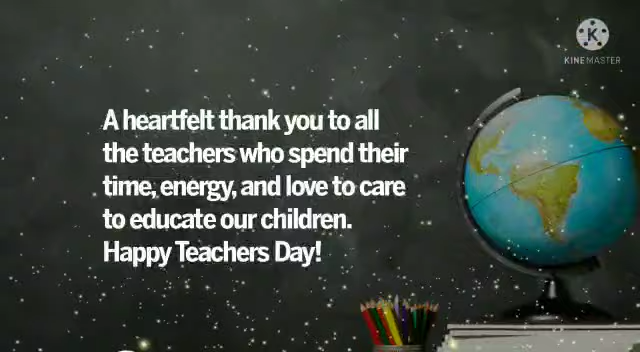 KINEMASTER
A heartfelt thank you to all
the teachers who spend their
time, energy, and love to care
to educate our children.
Happy Teachers Day!